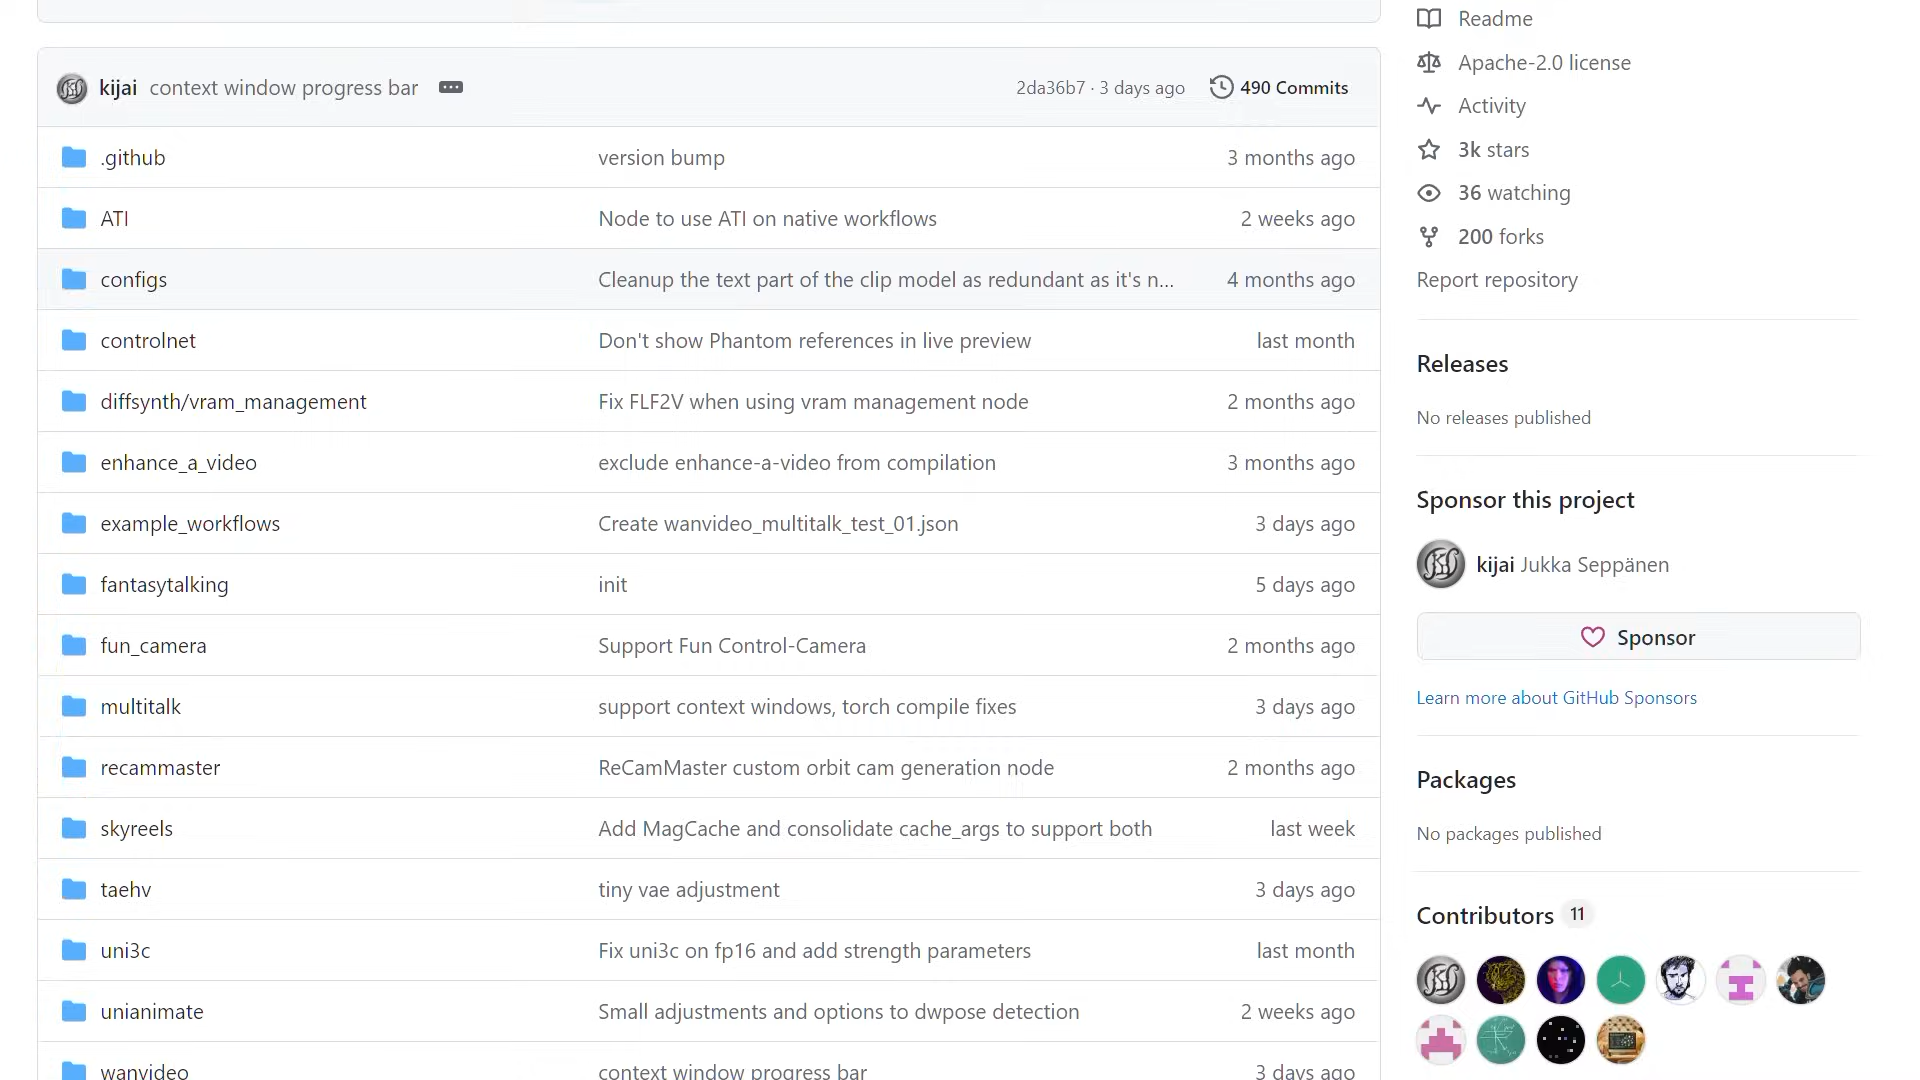 kijai context window progress bar 2da36b7 · 3 days ago 490 Commits
.github version bump 3 months ago
ATI Node to use ATI on native workflows 2 weeks ago
configs Cleanup the text part of the clip model as redundant as it's n... 4 months ago
controlnet Don't show Phantom references in live preview last month
diffsynth/vram_management Fix FLF2V when using vram management node 2 months ago
enhance_a_video exclude enhance-a-video from compilation 3 months ago
example_workflows Create wanvideo_multitalk_test_01.json 3 days ago
fantasytalking init 5 days ago
fun_camera Support Fun Control-Camera 2 months ago
multitalk support context windows, torch compile fixes 3 days ago
recammaster ReCamMaster custom orbit cam generation node 2 months ago
skyreels Add MagCache and consolidate cache_args to support both last week
taehv tiny vae adjustment 3 days ago
uni3c Fix uni3c on fp16 and add strength parameters last month
unianimate Small adjustments and options to dwpose detection 2 weeks ago
wanvideo context window progress bar 3 days ago
Readme
Apache-2.0 license
Activity
3k stars
36 watching
200 forks
Report repository
Releases
No releases published
Sponsor this project
kijai Jukka Seppänen
Sponsor
Learn more about GitHub Sponsors
Packages
No packages published
Contributors 11